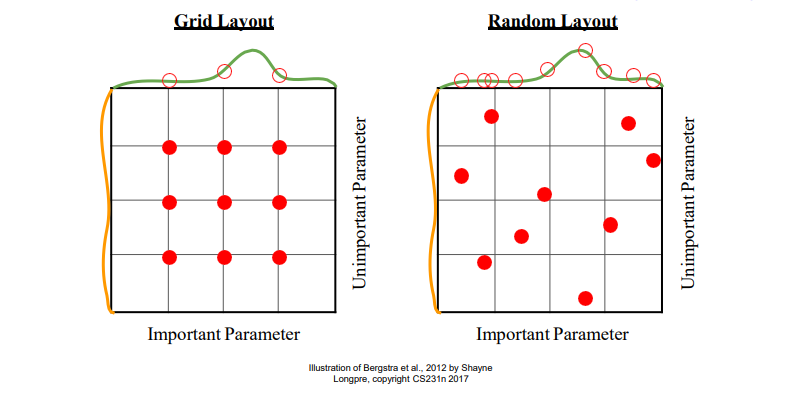 Grid Layout
Random Layout
Unimportant Parameter
Unimportant Parameter
Important Parameter
Important Parameter
Illustration of Bergstra et al., 2012 by Shayne
Longpre, copyright CS231n 2017